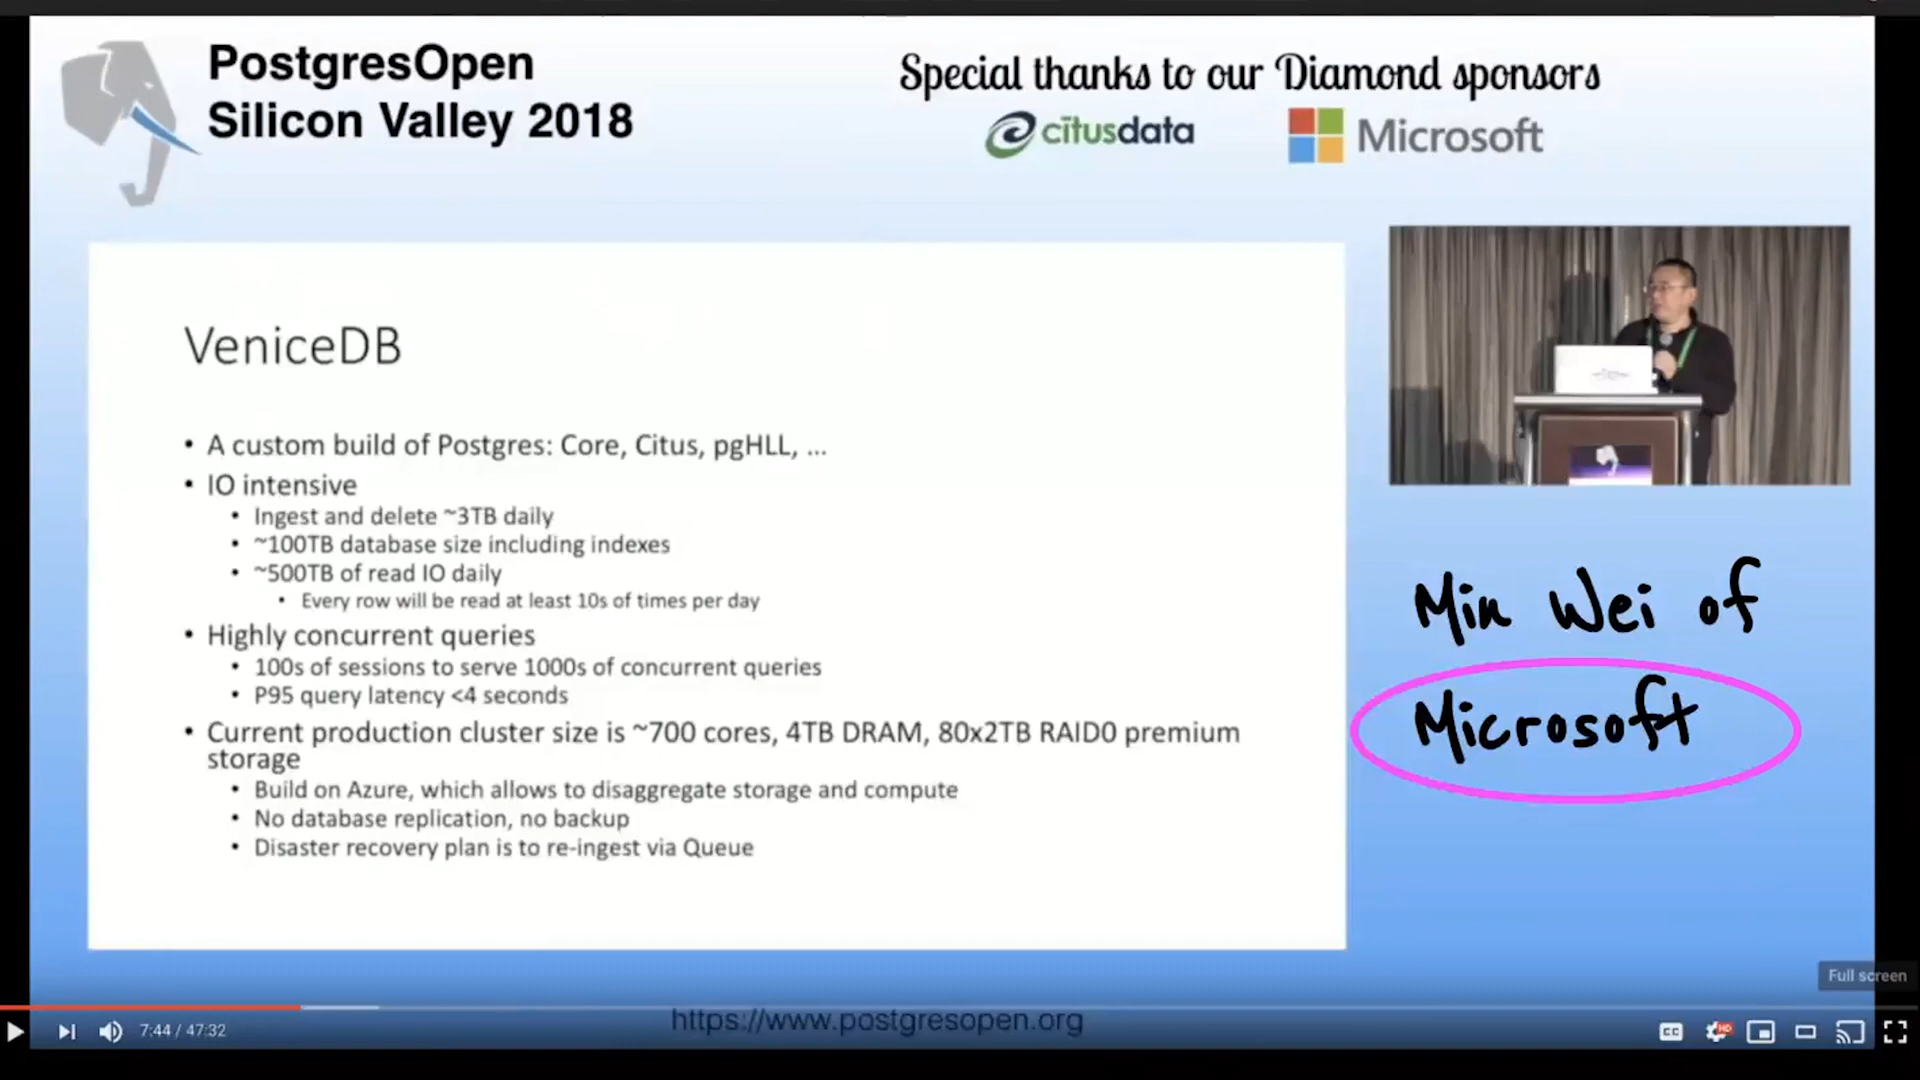 PostgresOpen
Silicon Valley 2018
Special thanks to our Diamond sponsors
citusdata
Microsoft
VeniceDB
• A custom build of Postgres: Core, Citus, pgHLL, ...
• IO intensive
• Ingest and delete ~3TB daily
• ~100TB database size including indexes
• ~500TB of read IO daily
• Every row will be read at least 10s of times per day
• Highly concurrent queries
• 100s of sessions to serve 1000s of concurrent queries
• P95 query latency <4 seconds
• Current production cluster size is ~700 cores, 4TB DRAM, 80x2TB RAID0 premium
storage
• Build on Azure, which allows to disaggregate storage and compute
• No database replication, no backup
• Disaster recovery plan is to re-ingest via Queue
Min Wei of
Microsoft
Full screen
https://www.postgresopen.org
7:44 / 47:32
CC
HD